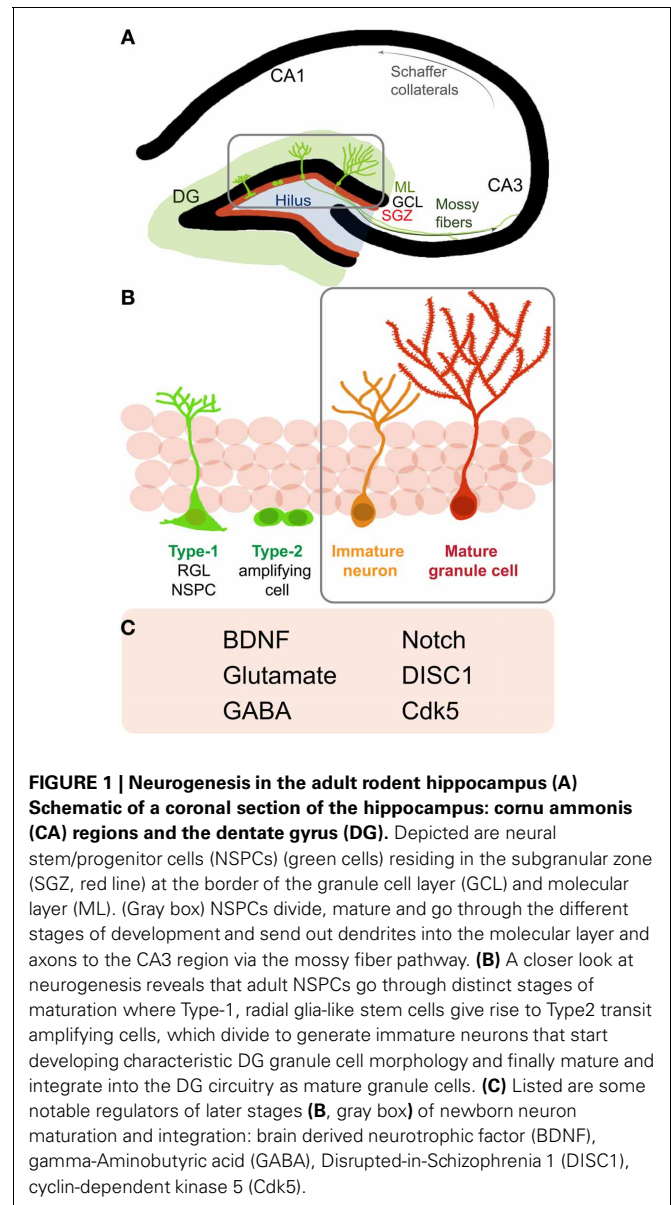 A
CA1
Schaffer
collaterals
DG
Hilus
ML
GCL
SGZ
Mossy
fibers
CA3
B
Type-1
RGL
NSPC
Type-2
amplifying
cell
Immature
neuron
Mature
granule cell
C
BDNF
Notch
Glutamate
DISC1
GABA
Cdk5
FIGURE 1 | Neurogenesis in the adult rodent hippocampus (A)
Schematic of a coronal section of the hippocampus: cornu ammonis
(CA) regions and the dentate gyrus (DG). Depicted are neural
stem/progenitor cells (NSPCs) (green cells) residing in the subgranular zone
(SGZ, red line) at the border of the granule cell layer (GCL) and molecular
layer (ML). (Gray box) NSPCs divide, mature and go through the different
stages of development and send out dendrites into the molecular layer and
axons to the CA3 region via the mossy fiber pathway. (B) A closer look at
neurogenesis reveals that adult NSPCs go through distinct stages of
maturation where Type-1, radial glia-like stem cells give rise to Type2 transit
amplifying cells, which divide to generate immature neurons that start
developing characteristic DG granule cell morphology and finally mature and
integrate into the DG circuitry as mature granule cells. (C) Listed are some
notable regulators of later stages (B, gray box) of newborn neuron
maturation and integration: brain derived neurotrophic factor (BDNF),
gamma-Aminobutyric acid (GABA), Disrupted-in-Schizophrenia 1 (DISC1),
cyclin-dependent kinase 5 (Cdk5).